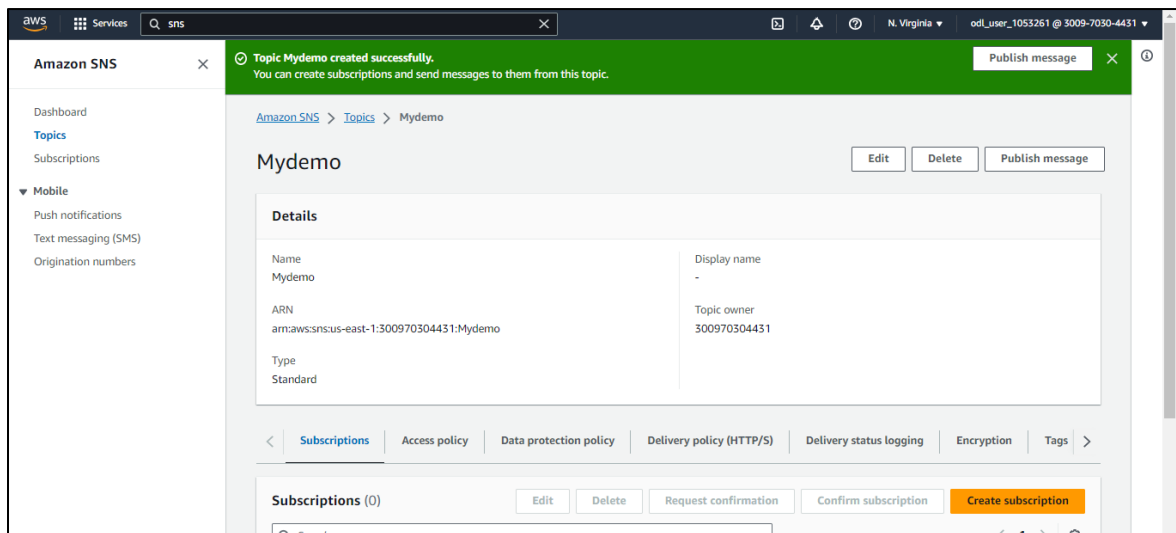 aws
Services
sns
N. Virginia
odl_user_1053261 @ 3009-7030-4431
Amazon SNS
Dashboard
Topics
Subscriptions
Mobile
Push notifications
Text messaging (SMS)
Origination numbers
Topic Mydemo created successfully.
You can create subscriptions and send messages to them from this topic.
Publish message
Amazon SNS > Topics > Mydemo
Mydemo
Edit
Delete
Publish message
Details
Name
Mydemo
ARN
arn:aws:sns:us-east-1:300970304431:Mydemo
Type
Standard
Display name
-
Topic owner
300970304431
Subscriptions
Access policy
Data protection policy
Delivery policy (HTTP/S)
Delivery status logging
Encryption
Tags
Subscriptions (0)
Edit
Delete
Request confirmation
Confirm subscription
Create subscription